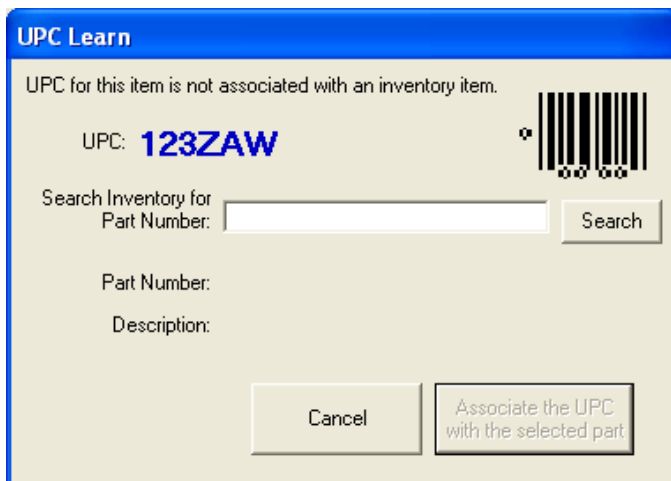 UPC Learn
UPC for this item is not associated with an inventory item.
UPC: 123ZAW
Search Inventory for
Part Number:
Search
Part Number:
Description:
Cancel
Associate the UPC
with the selected part